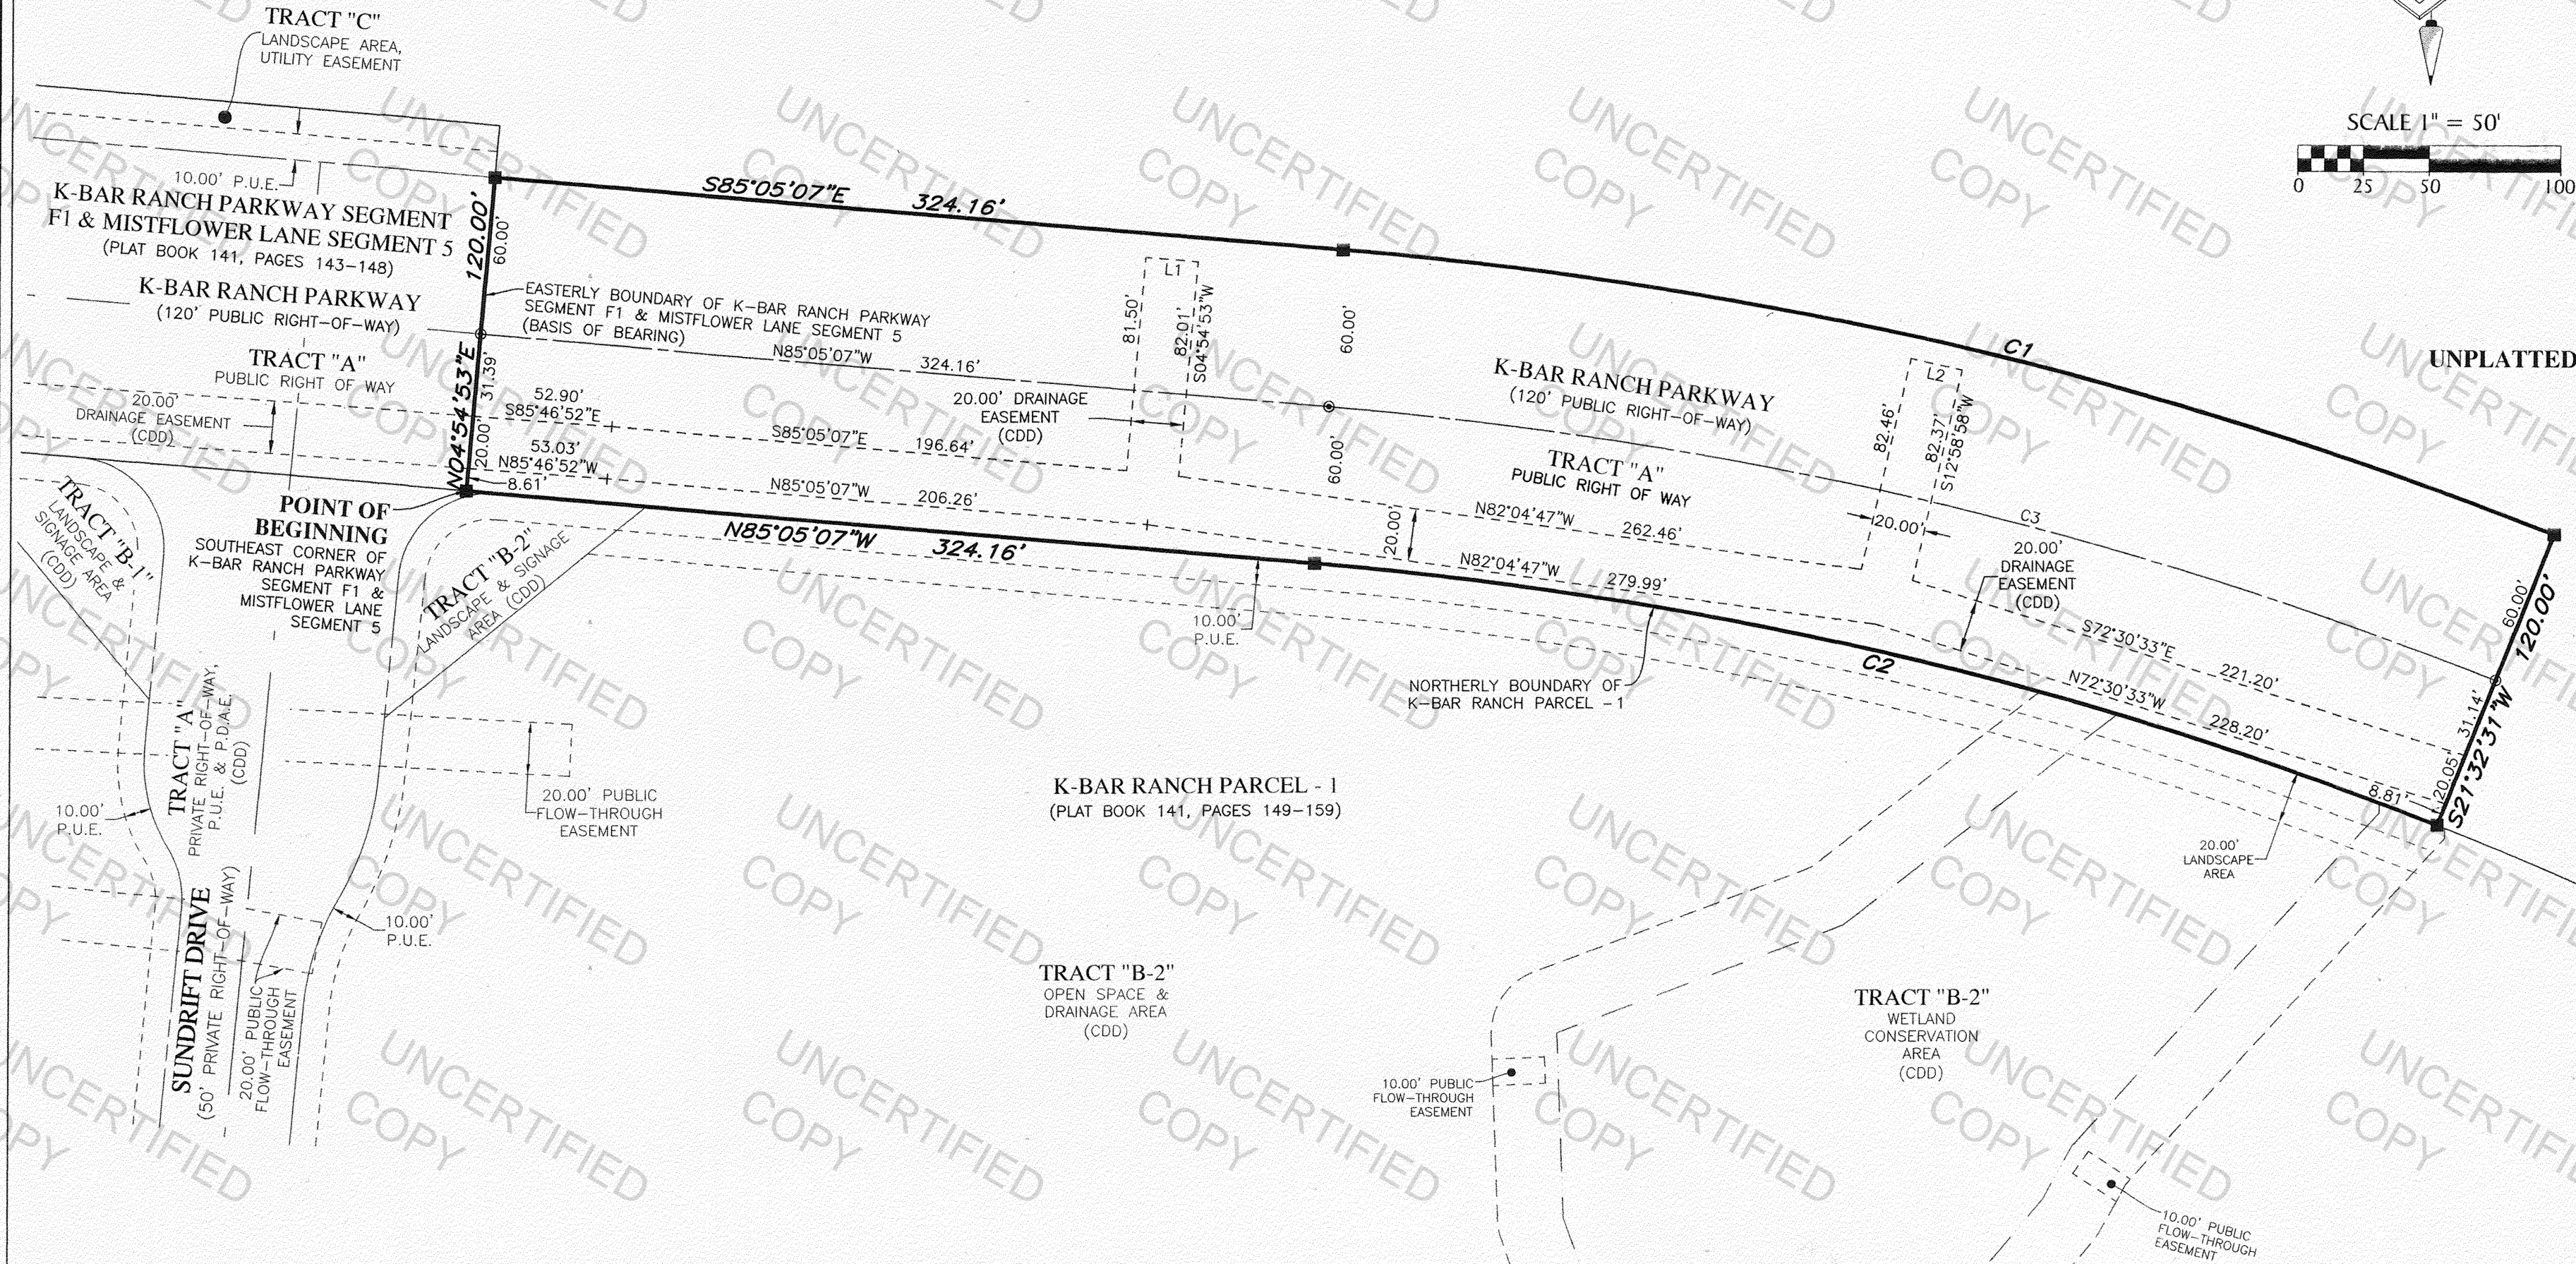 TRACT "C"
LANDSCAPE AREA,
UTILITY EASEMENT
SCALE 1" = 50'
0 25 50 100
10.00' P.U.E.
K-BAR RANCH PARKWAY SEGMENT
F1 & MISTFLOWER LANE SEGMENT 5
(PLAT BOOK 141, PAGES 143-148)
K-BAR RANCH PARKWAY
(120' PUBLIC RIGHT-OF-WAY)
TRACT "A"
PUBLIC RIGHT OF WAY
20.00'
DRAINAGE EASEMENT
(CDD)
N04°54'53"E 120.00'
60.00'
31.39'
20.00'
8.61'
S85°05'07"E 324.16'
EASTERLY BOUNDARY OF K-BAR RANCH PARKWAY
SEGMENT F1 & MISTFLOWER LANE SEGMENT 5
(BASIS OF BEARING)
N85°05'07"W 324.16'
52.90'
S85°46'52"E
53.03'
N85°46'52"W
S85°05'07"E 196.64'
N85°05'07"W 206.26'
N85°05'07"W 324.16'
L1
81.50'
82.01'
S04°54'53"W
20.00' DRAINAGE
EASEMENT
(CDD)
60.00'
60.00'
C1
UNPLATTED
K-BAR RANCH PARKWAY
(120' PUBLIC RIGHT-OF-WAY)
TRACT "A"
PUBLIC RIGHT OF WAY
L2
82.46'
82.37'
S12°58'58"W
20.00'
C3
N82°04'47"W 262.46'
20.00'
N82°04'47"W 279.99'
20.00'
DRAINAGE
EASEMENT
(CDD)
S72°30'33"E 221.20'
N72°30'33"W 228.20'
C2
60.00'
31.14'
20.05'
8.81'
S21°32'31"W 120.00'
POINT OF
BEGINNING
SOUTHEAST CORNER OF
K-BAR RANCH PARKWAY
SEGMENT F1 &
MISTFLOWER LANE
SEGMENT 5
TRACT "B-1"
LANDSCAPE &
SIGNAGE AREA
(CDD)
TRACT "B-2"
LANDSCAPE & SIGNAGE
AREA (CDD)
10.00'
P.U.E.
NORTHERLY BOUNDARY OF
K-BAR RANCH PARCEL -1
TRACT "A"
PRIVATE RIGHT-OF-WAY,
P.U.E. & P.D.A.E.
(CDD)
10.00'
P.U.E.
20.00' PUBLIC
FLOW-THROUGH
EASEMENT
K-BAR RANCH PARCEL - 1
(PLAT BOOK 141, PAGES 149-159)
20.00'
LANDSCAPE
AREA
SUNDRIFT DRIVE
(50' PRIVATE RIGHT-OF-WAY)
20.00' PUBLIC
FLOW-THROUGH
EASEMENT
10.00'
P.U.E.
TRACT "B-2"
OPEN SPACE &
DRAINAGE AREA
(CDD)
TRACT "B-2"
WETLAND
CONSERVATION
AREA
(CDD)
10.00' PUBLIC
FLOW-THROUGH
EASEMENT
10.00' PUBLIC
FLOW-THROUGH
EASEMENT
UNCERTIFIED
COPY